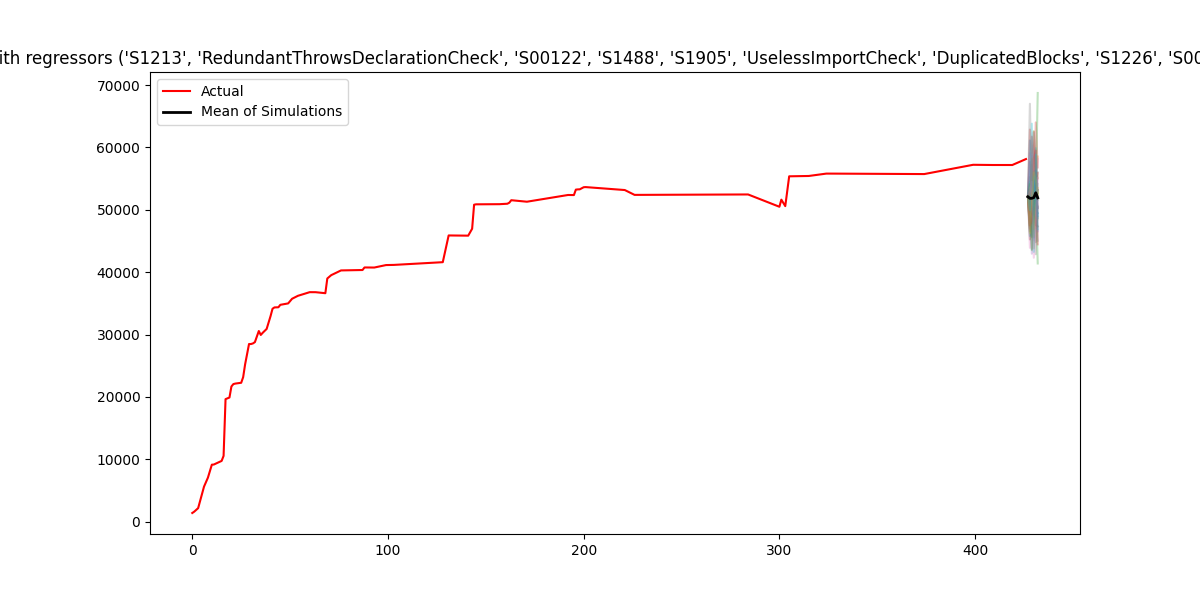 ith regressors ('S1213', 'RedundantThrowsDeclarationCheck', 'S00122', 'S1488', 'S1905', 'UselessImportCheck', 'DuplicatedBlocks', 'S1226', 'S00
Actual
Mean of Simulations
70000
60000
50000
40000
30000
20000
10000
0
0 100 200 300 400